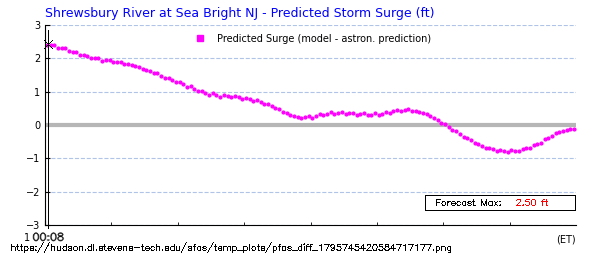 Shrewsbury River at Sea Bright NJ - Predicted Storm Surge (ft)
3
Predicted Surge (model - astron. prediction)
2
1
0
−1
−2
Forecast Max: 2.50 ft
−3
1 00:08
(ET)
https://hudson.dl.stevens-tech.edu/sfas/temp_plots/pfas_diff_1795745420584717177.png